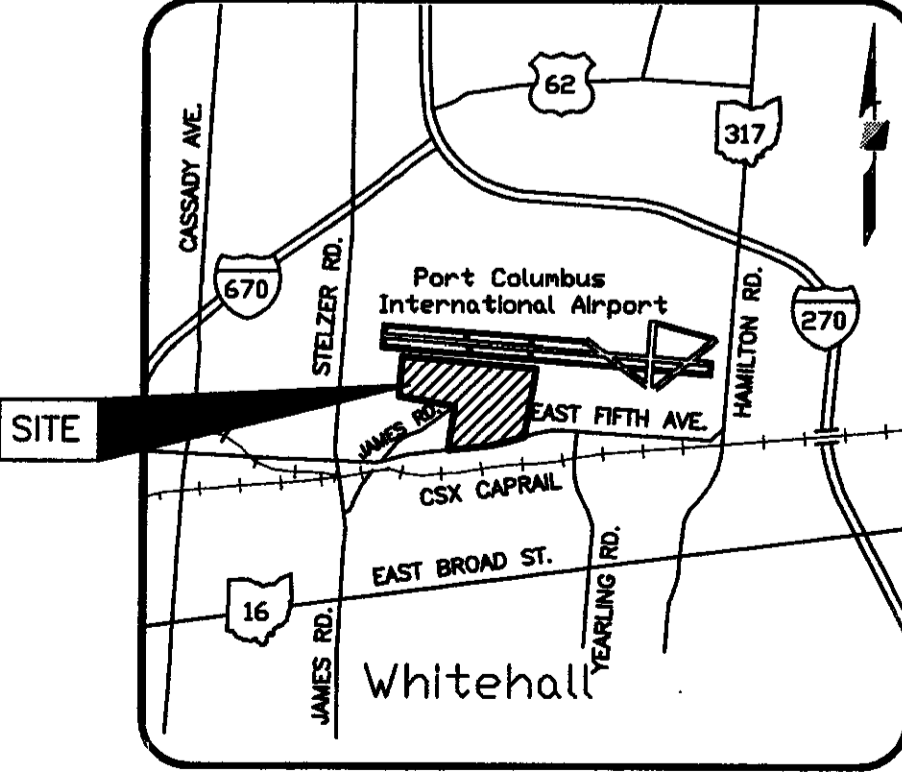 62
317
CASSADY AVE.
670
STELZER RD.
Port Columbus
International Airport
HAMILTON RD.
270
SITE
JAMES RD.
EAST FIFTH AVE.
CSX CAPRAIL
EAST BROAD ST.
YEARLING RD.
16
JAMES RD.
Whitehall